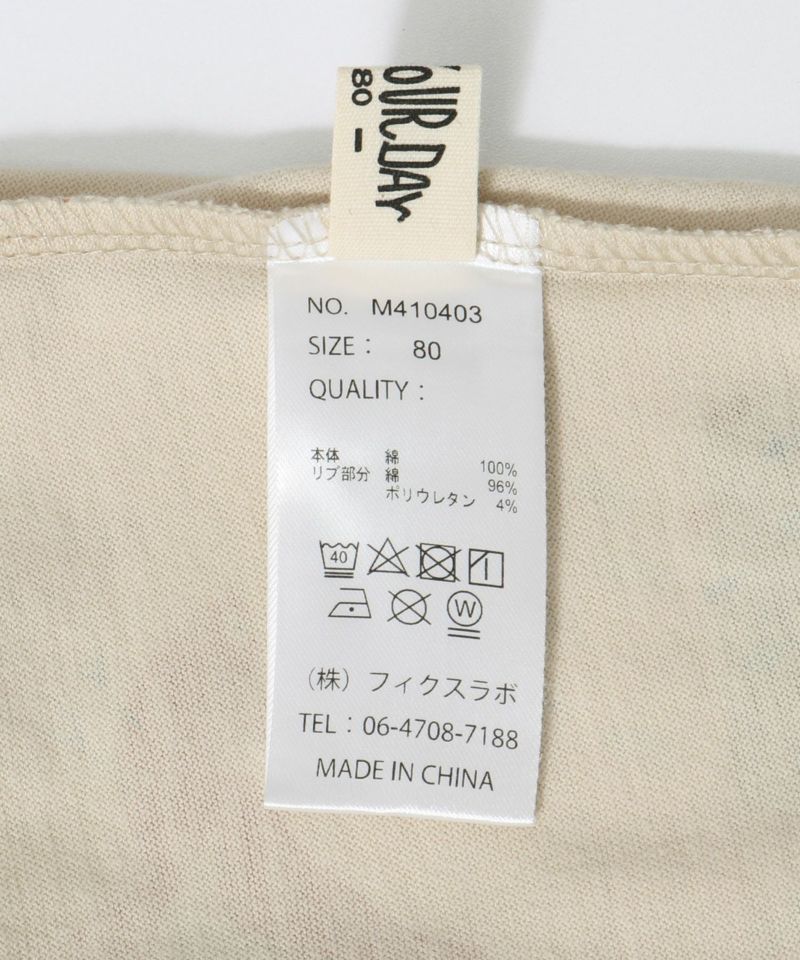 OUR.DAY
80
NO. M410403
SIZE : 80
QUALITY :
本体 綿 100%
リブ部分 綿 96%
ポリウレタン 4%
40
W
(株) フィクスラボ
TEL : 06-4708-7188
MADE IN CHINA